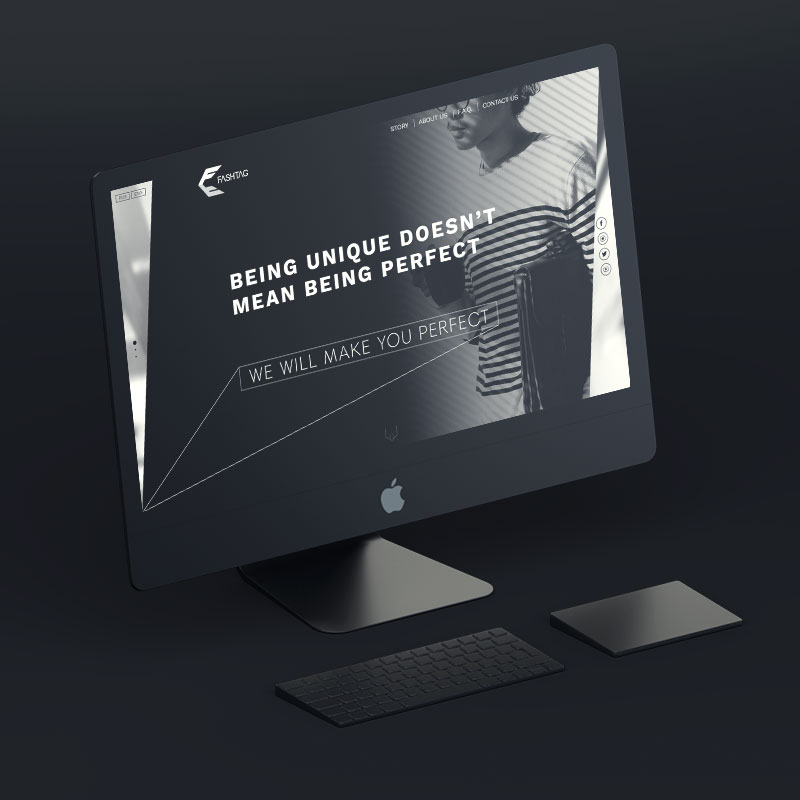 STORY | ABOUT US | F.A.Q. | CONTACT US
FASHTAG
BEING UNIQUE DOESN'T
MEAN BEING PERFECT
WE WILL MAKE YOU PERFECT